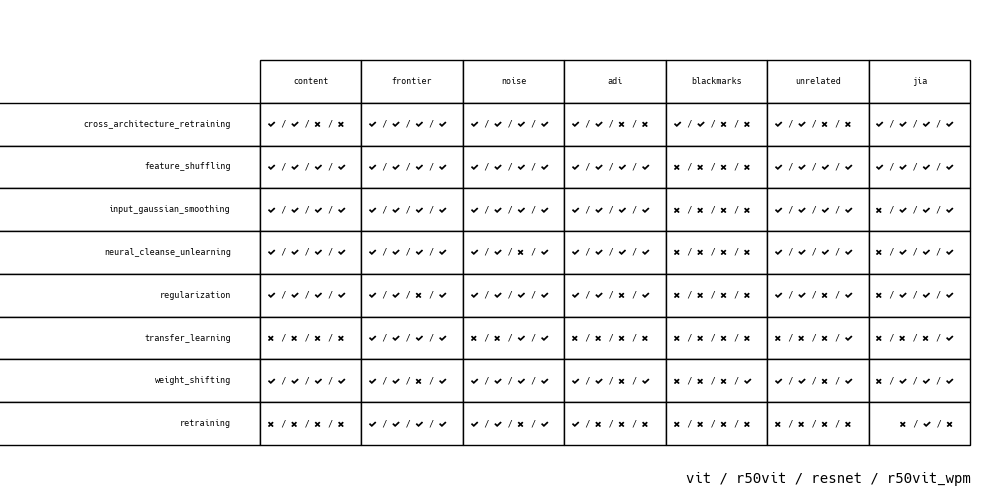 content frontier noise adi blackmarks unrelated jia
cross_architecture_retraining ✔ / ✔ / ✖ / ✖ ✔ / ✔ / ✔ / ✔ ✔ / ✔ / ✔ / ✔ ✔ / ✔ / ✖ / ✖ ✔ / ✔ / ✖ / ✖ ✔ / ✔ / ✖ / ✖ ✔ / ✔ / ✔ / ✔
feature_shuffling ✔ / ✔ / ✔ / ✔ ✔ / ✔ / ✔ / ✔ ✔ / ✔ / ✔ / ✔ ✔ / ✔ / ✔ / ✔ ✖ / ✖ / ✖ / ✖ ✔ / ✔ / ✔ / ✔ ✔ / ✔ / ✔ / ✔
input_gaussian_smoothing ✔ / ✔ / ✔ / ✔ ✔ / ✔ / ✔ / ✔ ✔ / ✔ / ✔ / ✔ ✔ / ✔ / ✔ / ✔ ✖ / ✖ / ✖ / ✖ ✔ / ✔ / ✔ / ✔ ✖ / ✔ / ✔ / ✔
neural_cleanse_unlearning ✔ / ✔ / ✔ / ✔ ✔ / ✔ / ✔ / ✔ ✔ / ✔ / ✖ / ✔ ✔ / ✔ / ✔ / ✔ ✖ / ✖ / ✖ / ✖ ✔ / ✔ / ✔ / ✔ ✖ / ✔ / ✔ / ✔
regularization ✔ / ✔ / ✔ / ✔ ✔ / ✔ / ✖ / ✔ ✔ / ✔ / ✔ / ✔ ✔ / ✔ / ✖ / ✔ ✖ / ✖ / ✖ / ✖ ✔ / ✔ / ✖ / ✔ ✖ / ✔ / ✔ / ✔
transfer_learning ✖ / ✖ / ✖ / ✖ ✔ / ✔ / ✔ / ✔ ✖ / ✖ / ✔ / ✔ ✖ / ✖ / ✖ / ✖ ✖ / ✖ / ✖ / ✖ ✖ / ✖ / ✖ / ✔ ✖ / ✖ / ✖ / ✔
weight_shifting ✔ / ✔ / ✔ / ✔ ✔ / ✔ / ✖ / ✔ ✔ / ✔ / ✔ / ✔ ✔ / ✔ / ✖ / ✔ ✖ / ✖ / ✖ / ✔ ✔ / ✔ / ✖ / ✔ ✖ / ✔ / ✔ / ✔
retraining ✖ / ✖ / ✖ / ✖ ✔ / ✔ / ✔ / ✔ ✔ / ✔ / ✖ / ✔ ✔ / ✖ / ✖ / ✖ ✖ / ✖ / ✖ / ✖ ✖ / ✖ / ✖ / ✖ ✖ / ✔ / ✖
vit / r50vit / resnet / r50vit_wpm